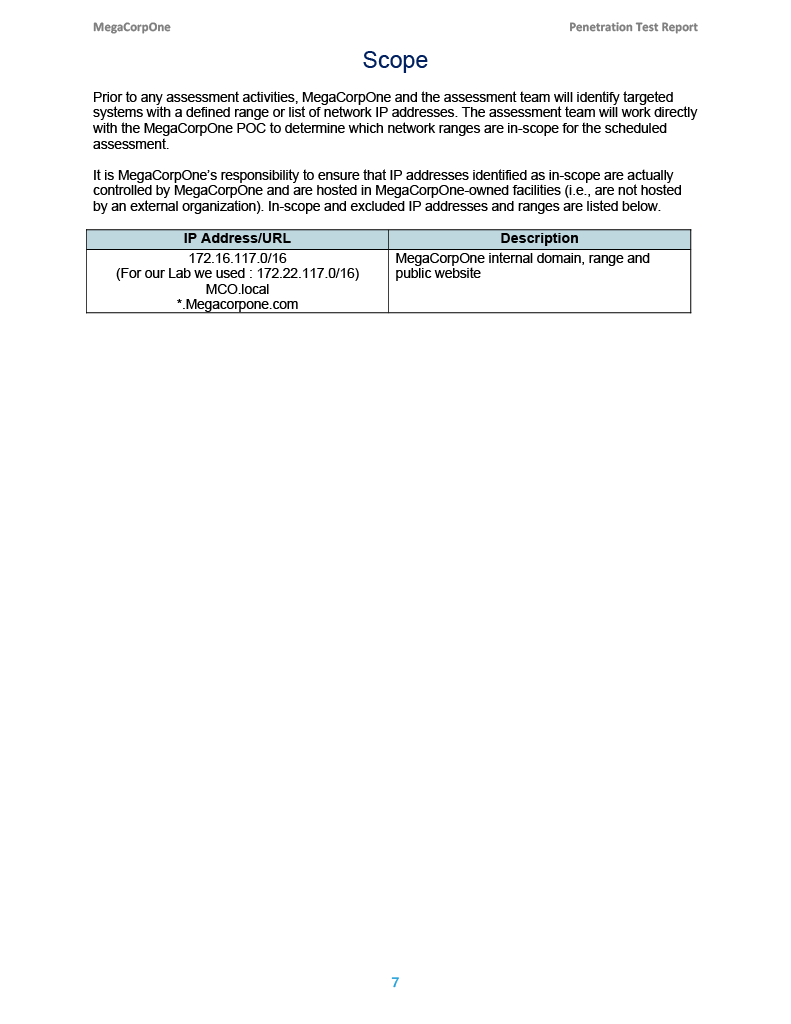 MegaCorpOne Penetration Test Report
Scope
Prior to any assessment activities, MegaCorpOne and the assessment team will identify targeted
systems with a defined range or list of network IP addresses. The assessment team will work directly
with the MegaCorpOne POC to determine which network ranges are in-scope for the scheduled
assessment.
It is MegaCorpOne’s responsibility to ensure that IP addresses identified as in-scope are actually
controlled by MegaCorpOne and are hosted in MegaCorpOne-owned facilities (i.e., are not hosted
by an external organization). In-scope and excluded IP addresses and ranges are listed below.
IP Address/URL Description
172.16.117.0/16 MegaCorpOne internal domain, range and
(For our Lab we used : 172.22.117.0/16) public website
MCO.local
*.Megacorpone.com
7